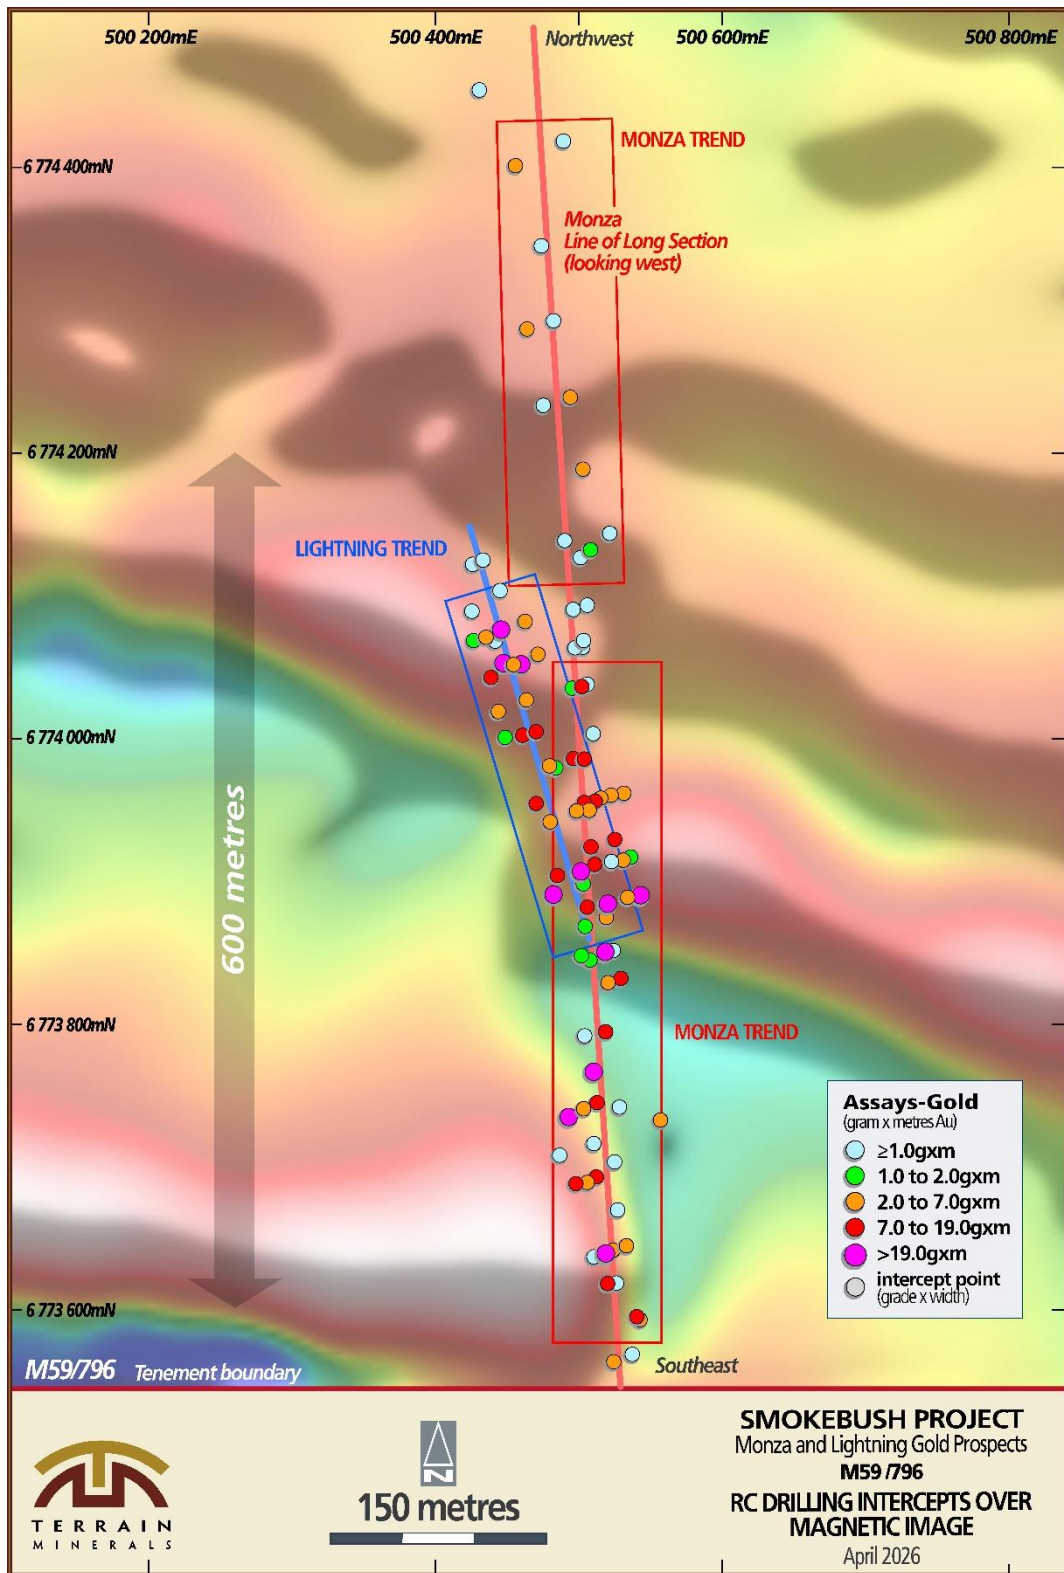 500 200mE
500 400mE
Northwest
500 600mE
500 800mE
MONZA TREND
6 774 400mN
Monza
Line of Long Section
(looking west)
6 774 200mN
LIGHTNING TREND
6 774 000mN
600 metres
6 773 800mN
MONZA TREND
Assays-Gold
(gram x metres Au)
≥1.0gxm
1.0 to 2.0gxm
2.0 to 7.0gxm
7.0 to 19.0gxm
>19.0gxm
intercept point
(grade x width)
6 773 600mN
M59/796 Tenement boundary
Southeast
TERRAIN
MINERALS
N
150 metres
SMOKEBUSH PROJECT
Monza and Lightning Gold Prospects
M59 /796
RC DRILLING INTERCEPTS OVER
MAGNETIC IMAGE
April 2026